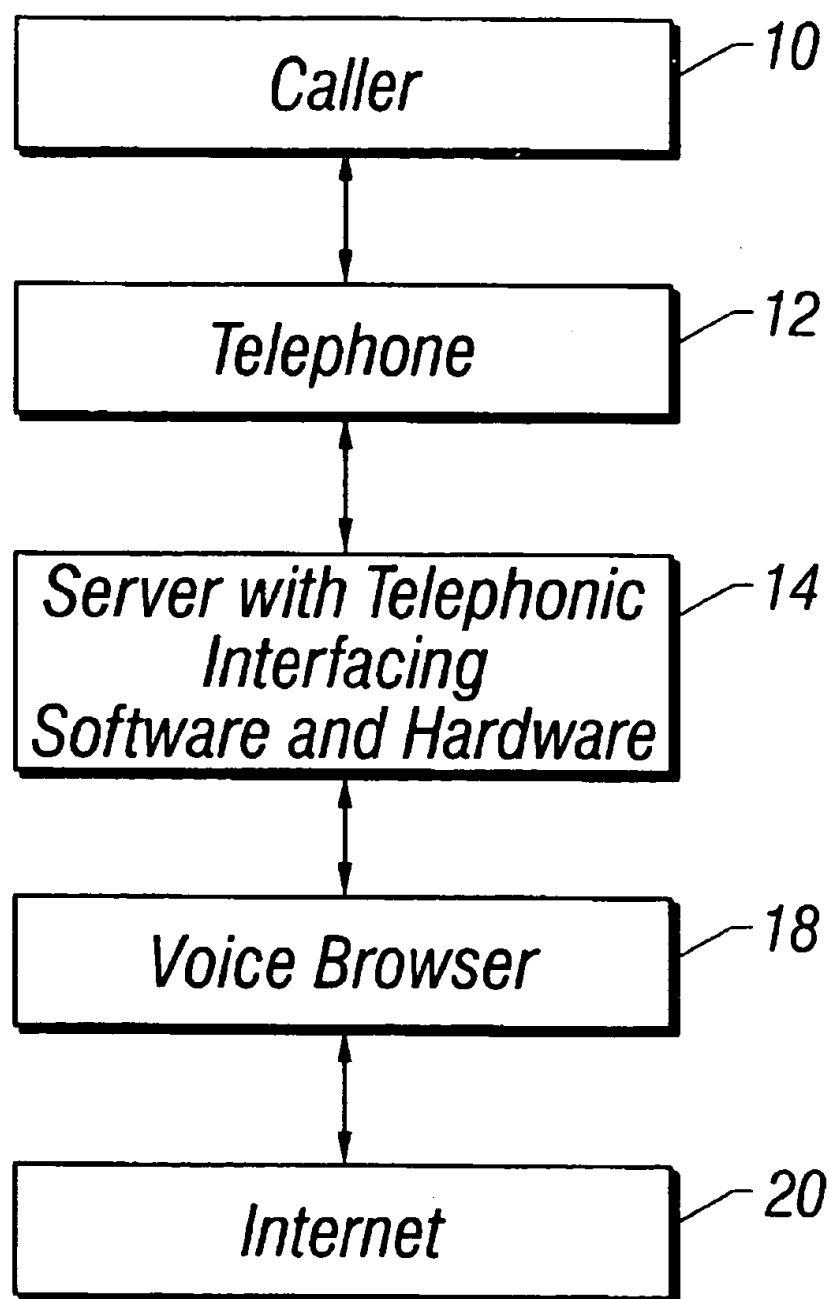 Caller
10
Telephone
12
Server with Telephonic
Interfacing
Software and Hardware
14
Voice Browser
18
Internet
20